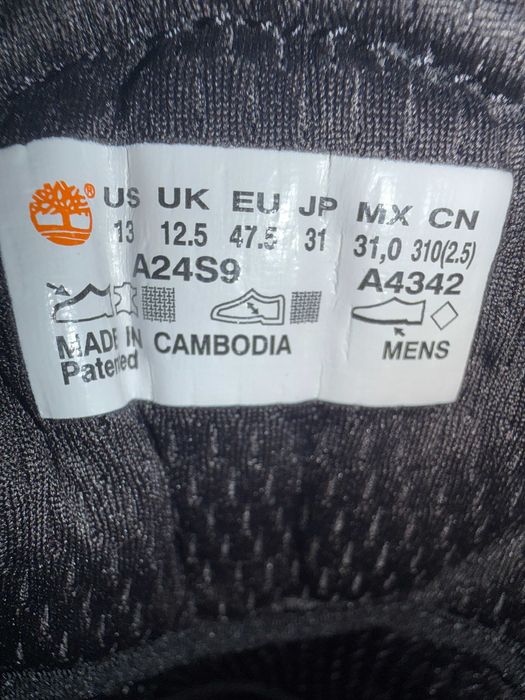 ® US UK EU JP MX CN
13 12.5 47.5 31 31,0 310(2.5)
A24S9 A4342
MADE IN CAMBODIA MENS
Patented